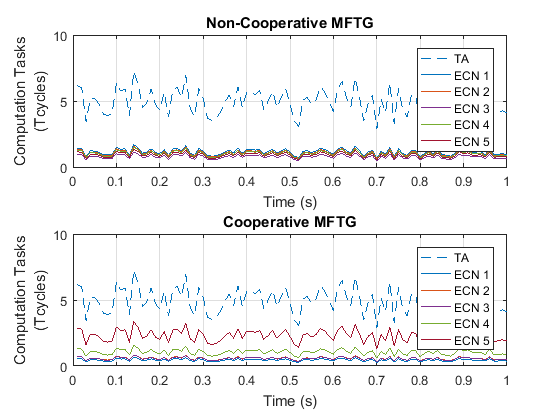 Non-Cooperative MFTG
Computation Tasks
(Tcycles)
10
5
0
TA
ECN 1
ECN 2
ECN 3
ECN 4
ECN 5
0 0.1 0.2 0.3 0.4 0.5 0.6 0.7 0.8 0.9 1
Time (s)
Cooperative MFTG
Computation Tasks
(Tcycles)
10
5
0
TA
ECN 1
ECN 2
ECN 3
ECN 4
ECN 5
0 0.1 0.2 0.3 0.4 0.5 0.6 0.7 0.8 0.9 1
Time (s)